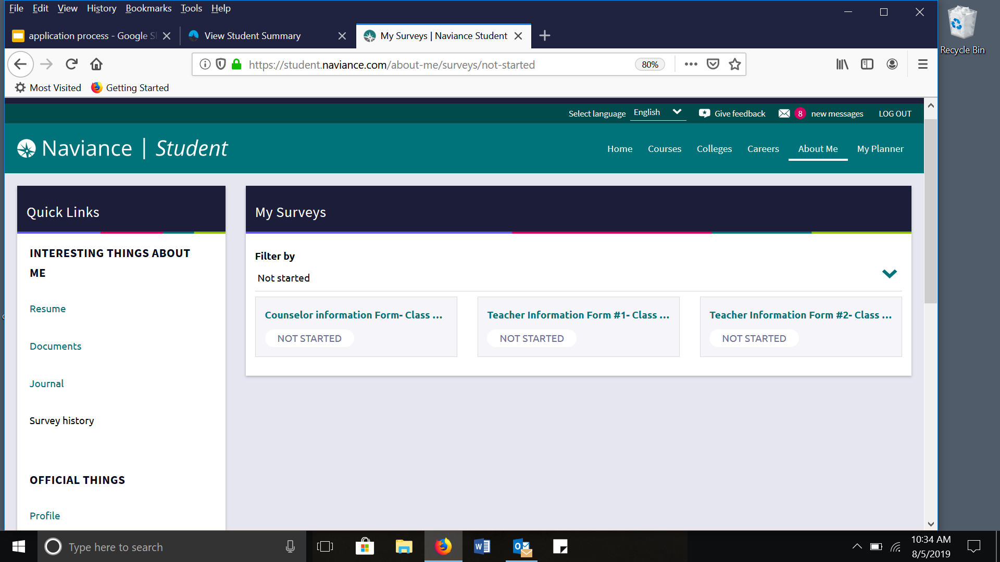 File Edit View History Bookmarks Tools Help
application process - Google Sl
View Student Summary
My Surveys | Naviance Student
https://student.naviance.com/about-me/surveys/not-started
80%
Recycle Bin
Most Visited
Getting Started
Select language English
Give feedback
8 new messages
LOG OUT
Naviance | Student
Home Courses Colleges Careers About Me My Planner
Quick Links
INTERESTING THINGS ABOUT
ME
Resume
Documents
Journal
Survey history
OFFICIAL THINGS
Profile
My Surveys
Filter by
Not started
Counselor information Form- Class ...
NOT STARTED
Teacher Information Form #1- Class ...
NOT STARTED
Teacher Information Form #2- Class ...
NOT STARTED
Type here to search
10:34 AM
8/5/2019